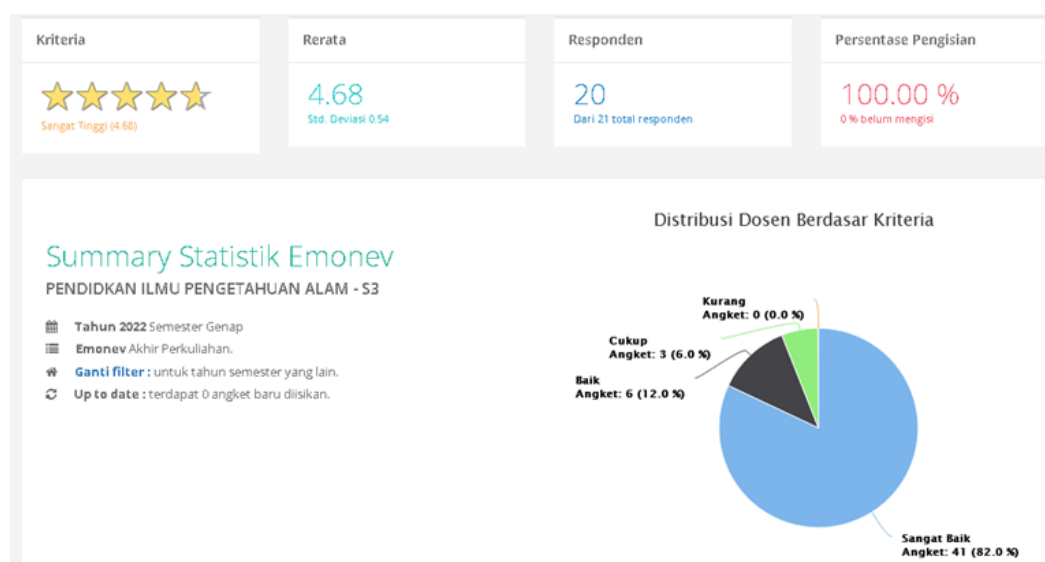 Kriteria
Rerata
Responden
Persentase Pengisian
Sangat Tinggi (4.68)
4.68
Std. Deviasi 0.54
20
Dari 21 total responden
100.00 %
0 % belum mengisi
Summary Statistik Emonev
PENDIDKAN ILMU PENGETAHUAN ALAM - S3
Tahun 2022 Semester Genap
Emonev Akhir Perkuliahan.
Ganti filter : untuk tahun semester yang lain.
Up to date : terdapat 0 angket baru diisikan.
Distribusi Dosen Berdasar Kriteria
Kurang
Angket: 0 (0.0 %)
Cukup
Angket: 3 (6.0 %)
Baik
Angket: 6 (12.0 %)
Sangat Baik
Angket: 41 (82.0 %)